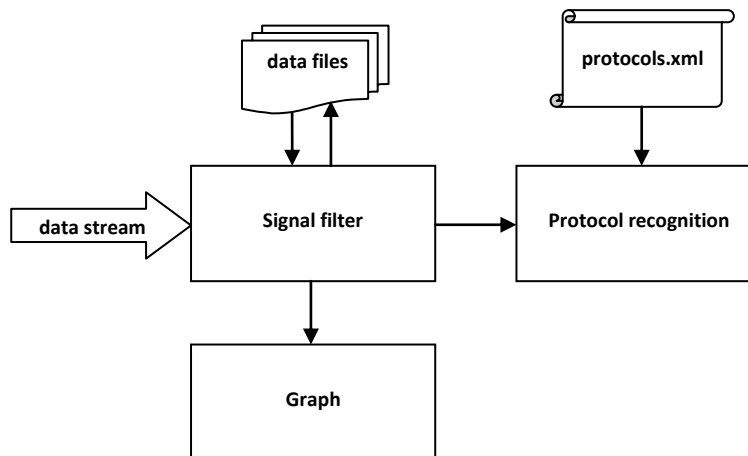 data files
protocols.xml
data stream
Signal filter
Protocol recognition
Graph